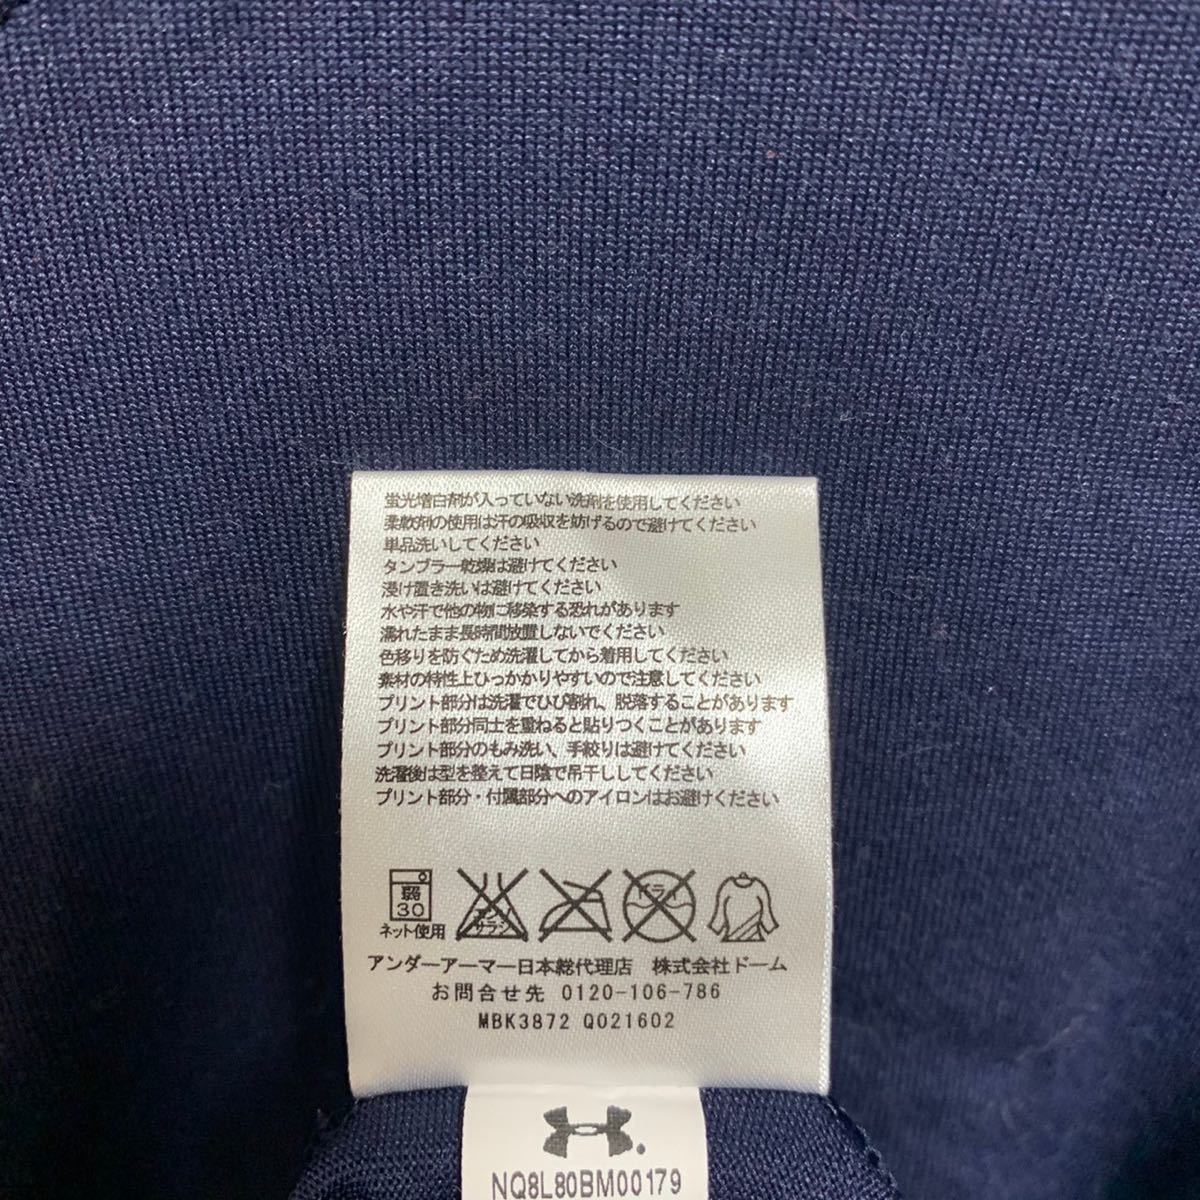 蛍光増白剤が入っていない洗剤を使用してください
柔軟剤の使用は汗の吸収を妨げるので避けてください
単品洗いしてください
タンブラー乾燥は避けてください
浸け置き洗いは避けてください
水や汗で他の物に移染する恐れがあります
濡れたまま長時間放置しないでください
色移りを防ぐため洗濯してから着用してください
素材の特性上ひっかかりやすいので注意してください
プリント部分は洗濯でひび割れ、脱落することがあります
プリント部分同士を重ねると貼りつくことがあります
プリント部分のもみ洗い、手絞りは避けてください
洗濯後は型を整えて日陰で吊干ししてください
プリント部分・付属部分へのアイロンはお避けください
弱
30
ネット使用
エンソ
サラシ
ドライ
アンダーアーマー日本総代理店 株式会社ドーム
お問合せ先 0120-106-786
MBK3872 Q021602
NQ8L80BM00179